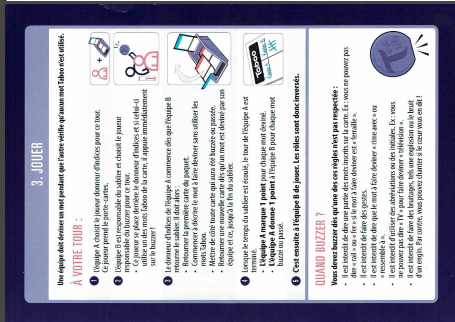 3. JOUER
Une équipe doit deviner un mot pendant que l'autre vérifie qu'aucun mot Taboo n'est utilisé.
À VOTRE TOUR :
1 L'équipe A choisit le joueur donneur d'indices pour ce tour.
Ce joueur prend le porte-cartes.
2 L'équipe B est responsable du sablier et choisit le joueur
responsable du buzzer pour ce tour.
Ce joueur se place derrière le donneur d'indices et si celui-ci
utilise un des mots Taboo de la carte, il appuie immédiatement
sur le buzzer !
3 Le donneur d'indices de l'équipe A commence dès que l'équipe B
retourne le sablier. Il doit alors :
• Retourner la première carte du paquet.
• Commencer à décrire le mot à faire deviner sans utiliser les
mots Taboo.
• Mettre de côté toute carte qui aura été buzzée ou passée.
• Retourner une nouvelle carte dès qu'un mot est deviné par son
équipe et ce, jusqu'à la fin du sablier.
4 Lorsque le temps du sablier est écoulé, le tour de l'équipe A est
terminé.
• L'équipe A marque 1 point pour chaque mot deviné.
• L'équipe A donne 1 point à l'équipe B pour chaque mot
buzzé ou passé.
5 C'est ensuite à l'équipe B de jouer. Les rôles sont donc inversés.
Taboo
QUAND BUZZER ?
Vous devez buzzer dès qu'une de ces règles n'est pas respectée :
• Il est interdit de dire une partie des mots inscrits sur la carte. Ex : vous ne pouvez pas
dire « rail » ou « fer » si le mot à faire deviner est « ferraille ».
• Il est interdit de faire des gestes.
• Il est interdit de dire que le mot à faire deviner « rime avec » ou
« ressemble à ».
• Il est interdit d'utiliser des abréviations ou des initiales. Ex : vous
ne pouvez pas dire « TV » pour faire deviner « télévision ».
• Il est interdit de faire des bruitages, tels une explosion ou le bruit
d'un engin. Par contre, vous pouvez chanter si le cœur vous en dit !